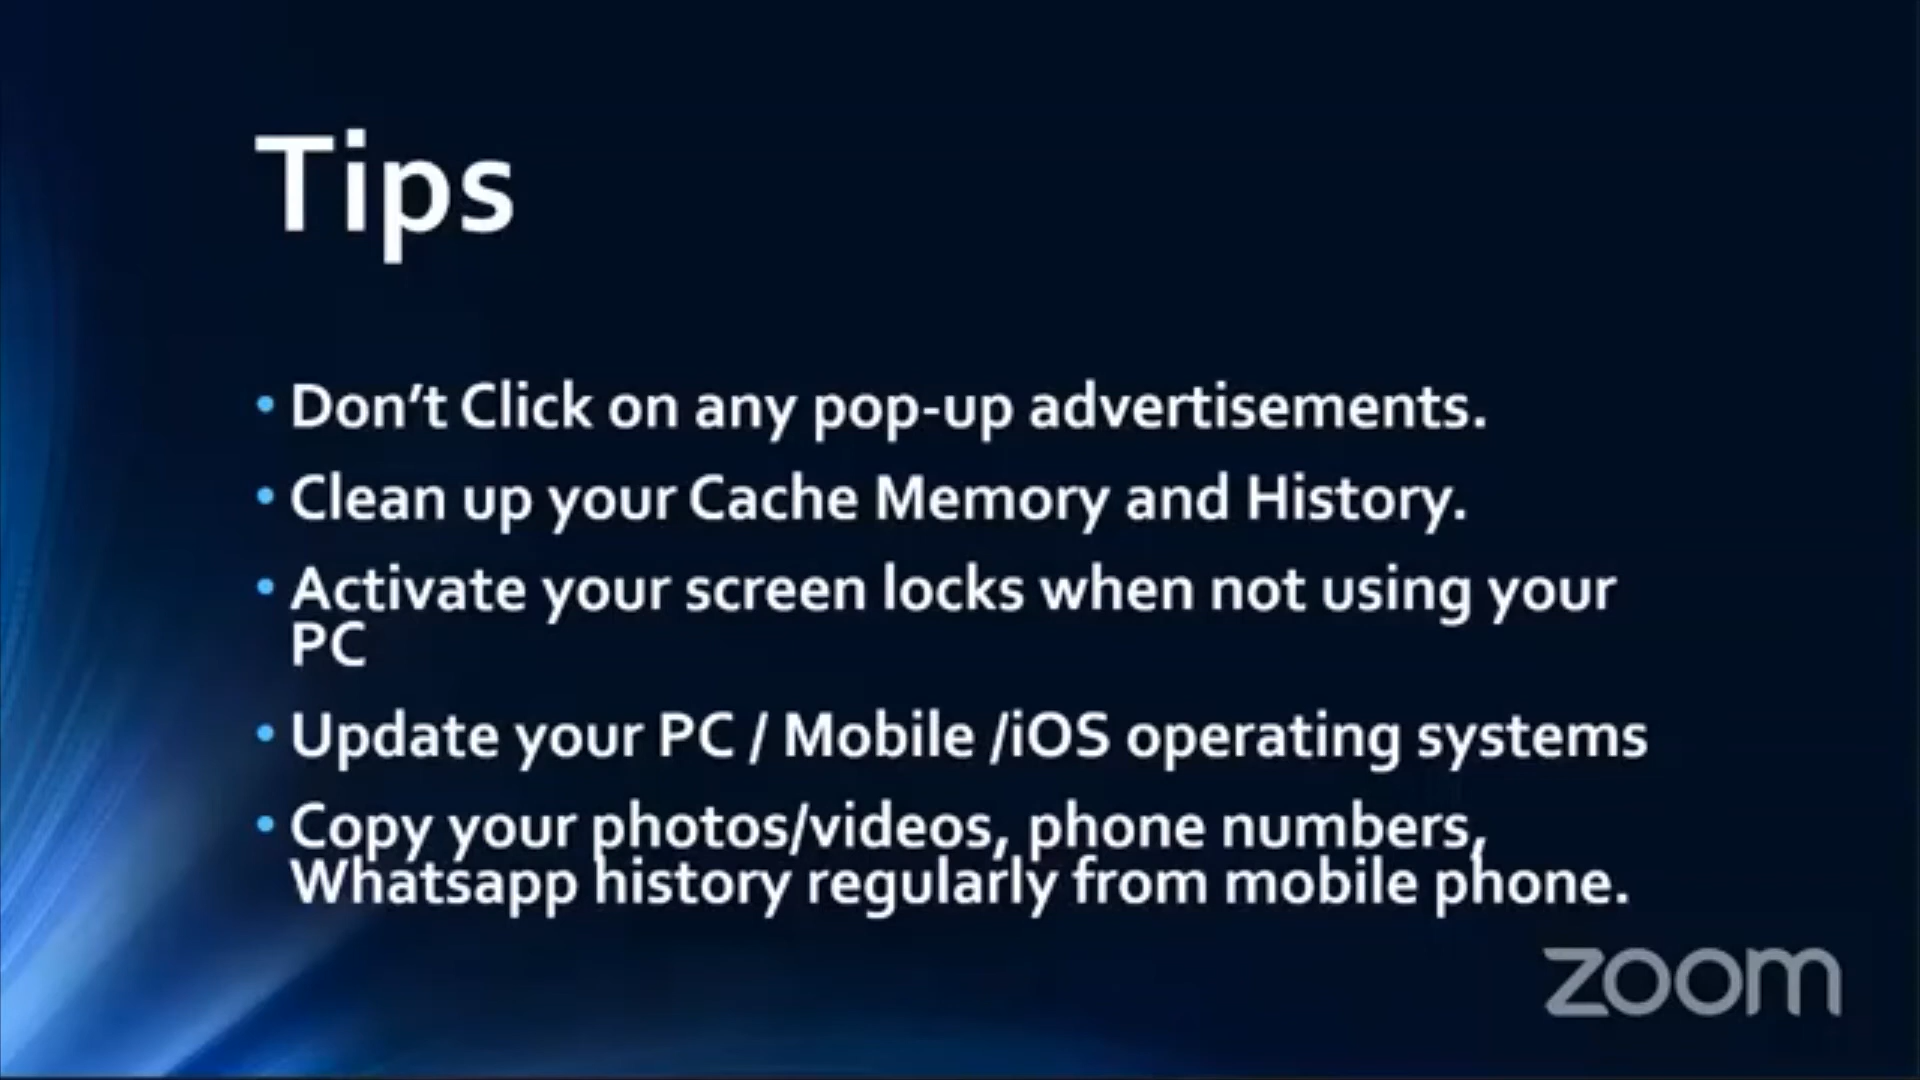 Tips
• Don't Click on any pop-up advertisements.
• Clean up your Cache Memory and History.
• Activate your screen locks when not using your
PC
• Update your PC / Mobile /iOS operating systems
• Copy your photos/videos, phone numbers,
Whatsapp history regularly from mobile phone.
zoom